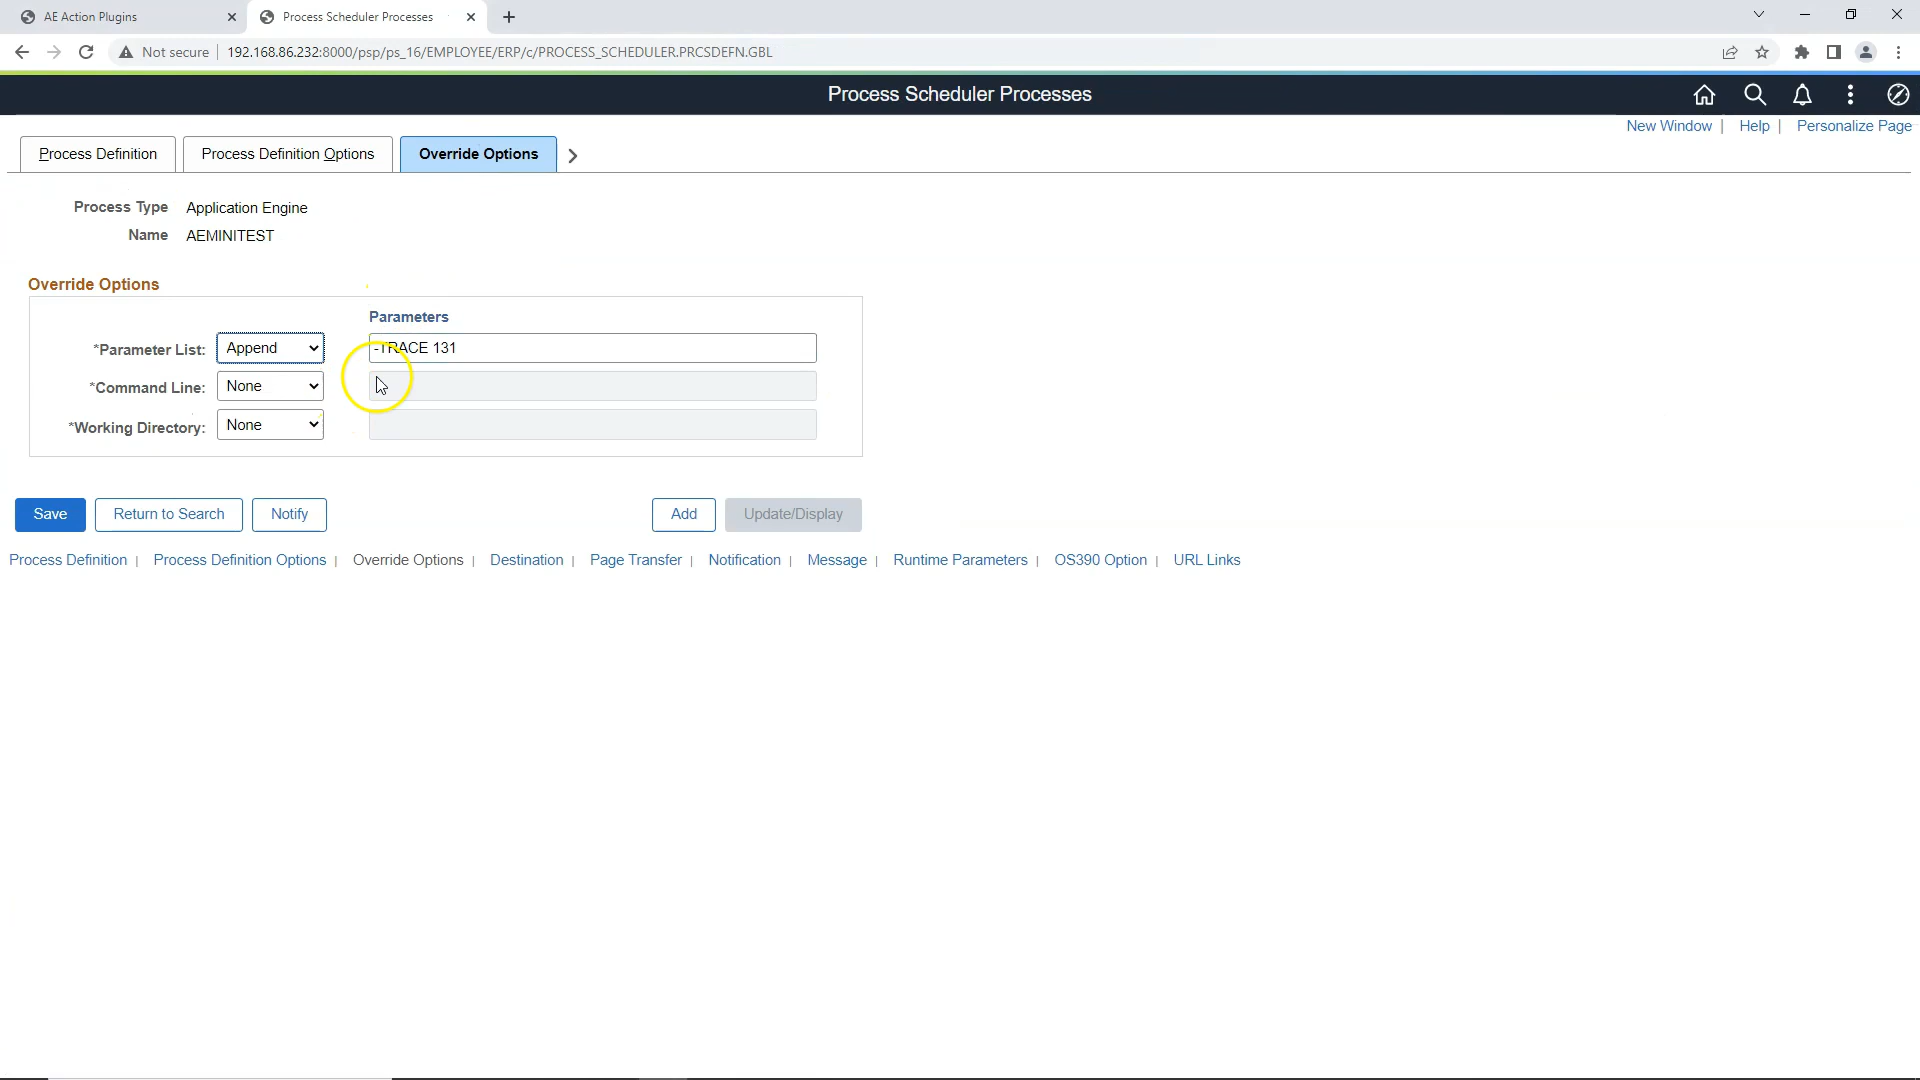 AE Action Plugins
Process Scheduler Processes
Not secure
192.168.86.232:8000/psp/ps_16/EMPLOYEE/ERP/c/PROCESS_SCHEDULER.PRCSDEFN.GBL
Process Scheduler Processes
New Window | Help | Personalize Page
Process Definition
Process Definition Options
Override Options
Process Type Application Engine
Name AEMINITEST
Override Options
Parameters
*Parameter List: Append -TRACE 131
*Command Line: None
*Working Directory: None
Save Return to Search Notify Add Update/Display
Process Definition | Process Definition Options | Override Options | Destination | Page Transfer | Notification | Message | Runtime Parameters | OS390 Option | URL Links